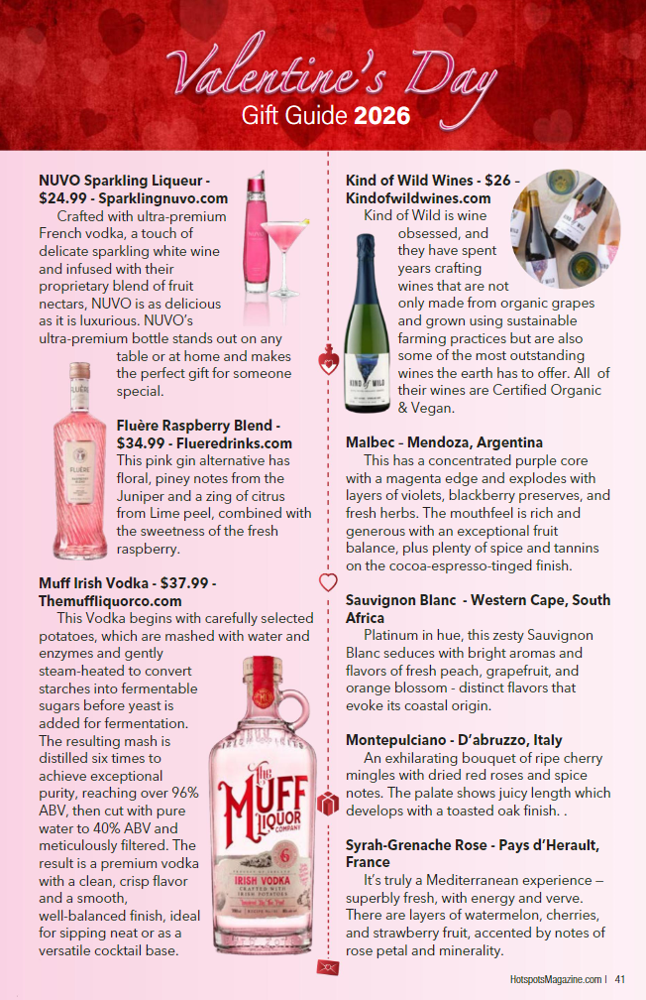 Valentine's Day
Gift Guide 2026
NUVO Sparkling Liqueur -
$24.99 - Sparklingnuvo.com
Crafted with ultra-premium
French vodka, a touch of
delicate sparkling white wine
and infused with their
proprietary blend of fruit
nectars, NUVO is as delicious
as it is luxurious. NUVO's
ultra-premium bottle stands out on any
table or at home and makes
the perfect gift for someone
special.
FLUÈRE
Fluère Raspberry Blend -
$34.99 - Flueredrinks.com
This pink gin alternative has
floral, piney notes from the
Juniper and a zing of citrus
from Lime peel, combined with
the sweetness of the fresh
raspberry.
Muff Irish Vodka - $37.99 -
Themuffliquorco.com
This Vodka begins with carefully selected
potatoes, which are mashed with water and
enzymes and gently
steam-heated to convert
starches into fermentable
sugars before yeast is
added for fermentation.
The resulting mash is
distilled six times to
achieve exceptional
purity, reaching over 96%
ABV, then cut with pure
water to 40% ABV and
meticulously filtered. The
result is a premium vodka
with a clean, crisp flavor
and a smooth,
well-balanced finish, ideal
for sipping neat or as a
versatile cocktail base.
The
MUFF
LIQUOR
COMPANY
6
IRISH VODKA
CRAFTED WITH
IRISH POTATOES
Kind of Wild Wines - $26 –
Kindofwildwines.com
Kind of Wild is wine
obsessed, and
they have spent
years crafting
wines that are not
only made from organic grapes
and grown using sustainable
farming practices but are also
some of the most outstanding
wines the earth has to offer. All  of
their wines are Certified Organic
& Vegan.
KIND of WILD
Malbec – Mendoza, Argentina
This has a concentrated purple core
with a magenta edge and explodes with
layers of violets, blackberry preserves, and
fresh herbs. The mouthfeel is rich and
generous with an exceptional fruit
balance, plus plenty of spice and tannins
on the cocoa-espresso-tinged finish.
Sauvignon Blanc  - Western Cape, South
Africa
Platinum in hue, this zesty Sauvignon
Blanc seduces with bright aromas and
flavors of fresh peach, grapefruit, and
orange blossom - distinct flavors that
evoke its coastal origin.
Montepulciano - D'abruzzo, Italy
An exhilarating bouquet of ripe cherry
mingles with dried red roses and spice
notes. The palate shows juicy length which
develops with a toasted oak finish. .
Syrah-Grenache Rose - Pays d'Herault,
France
It's truly a Mediterranean experience –
superbly fresh, with energy and verve.
There are layers of watermelon, cherries,
and strawberry fruit, accented by notes of
rose petal and minerality.
HotspotsMagazine.com | 41